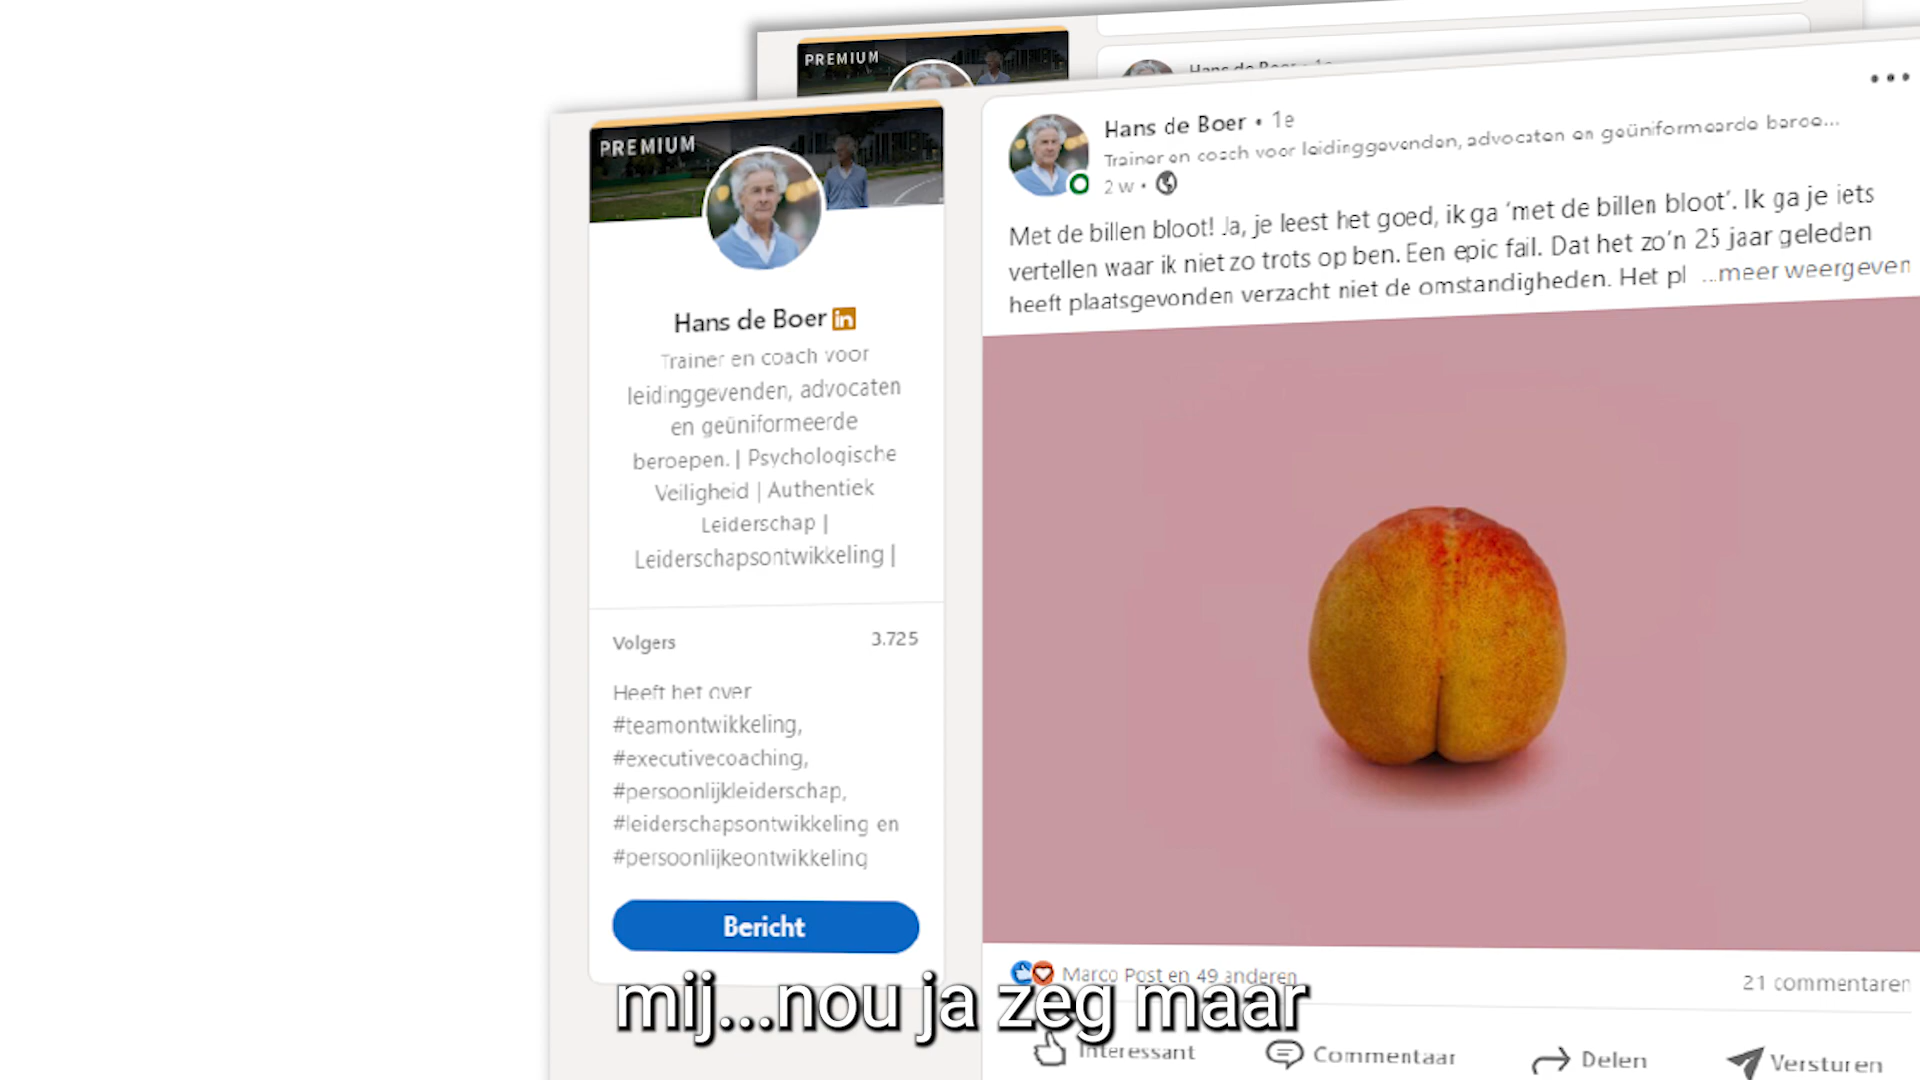 PREMIUM
Hans de Boer • 1e
PREMIUM
Hans de Boer • 1e
Trainer en coach voor leidinggevenden, advocaten en geüniformeerde beroe...
2 w •
Met de billen bloot! Ja, je leest het goed, ik ga ‘met de billen bloot’. Ik ga je iets
vertellen waar ik niet zo trots op ben. Een epic fail. Dat het zo’n 25 jaar geleden
heeft plaatsgevonden verzacht niet de omstandigheden. Het pl ...meer weergeven
Hans de Boer in
Trainer en coach voor
leidinggevenden, advocaten
en geüniformeerde
beroepen. | Psychologische
Veiligheid | Authentiek
Leiderschap |
Leiderschapsontwikkeling |
Volgers 3.725
Heeft het over
#teamontwikkeling,
#executivecoaching,
#persoonlijkleiderschap,
#leiderschapsontwikkeling en
#persoonlijkeontwikkeling
Bericht
Marco Post en 49 anderen
21 commentaren
mij...nou ja zeg maar
Interessant Commentaar Delen Versturen